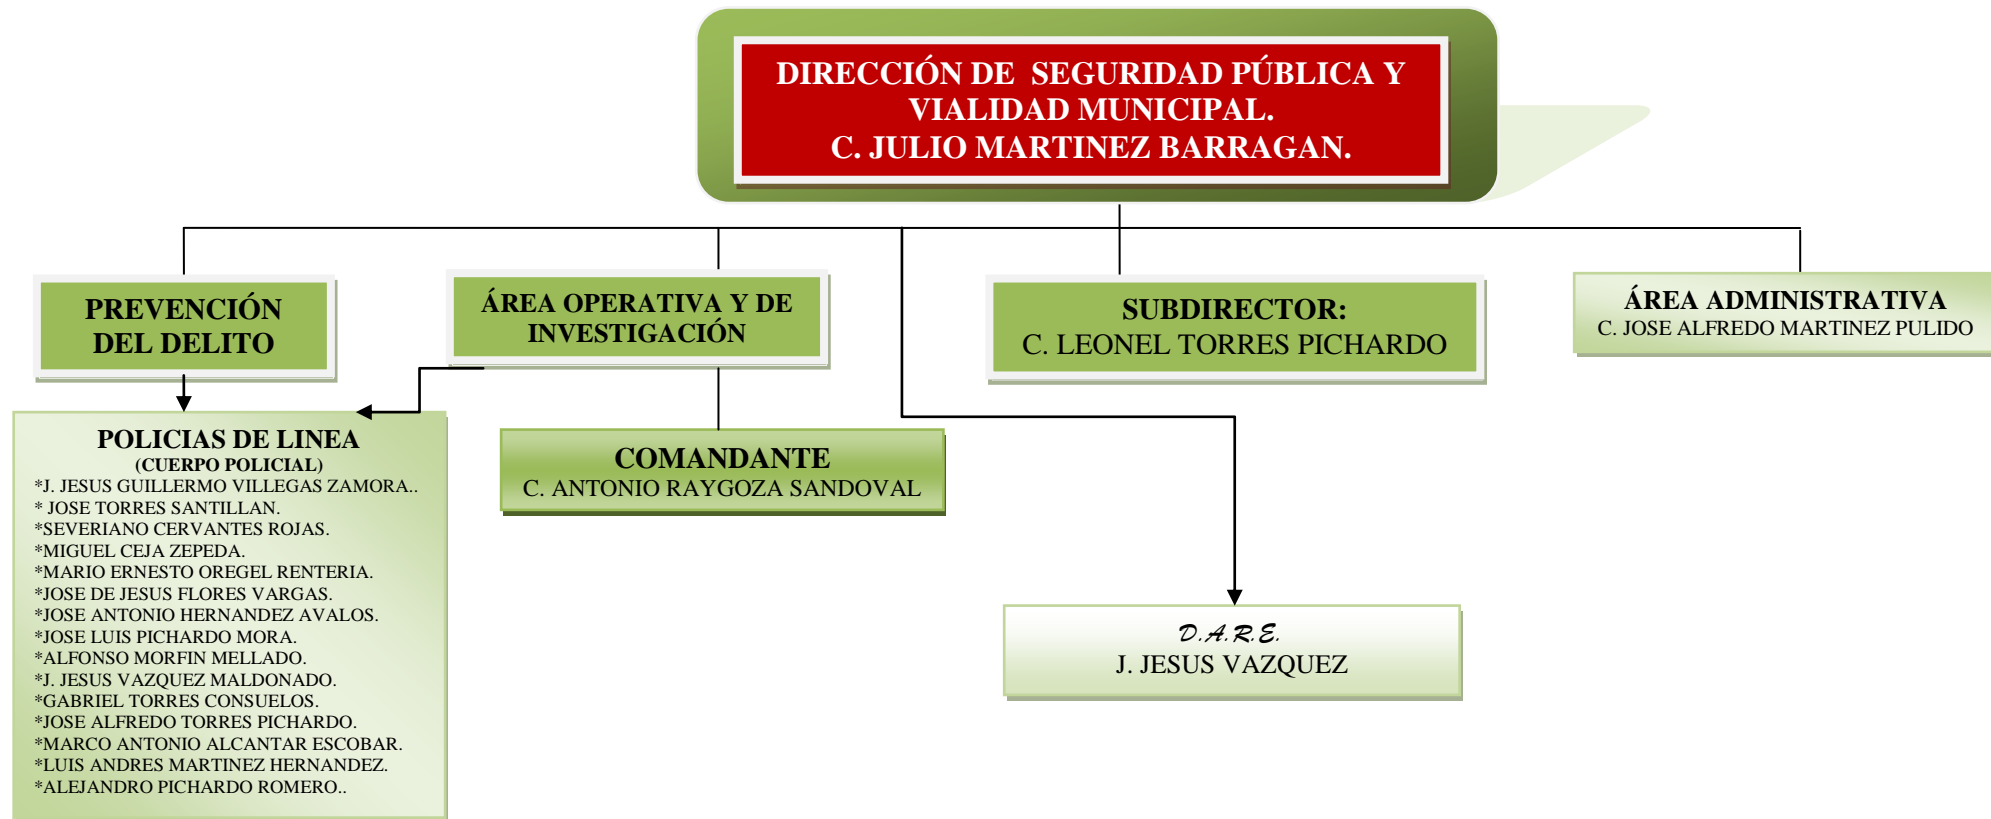 DIRECCIÓN DE SEGURIDAD PÚBLICA Y
VIALIDAD MUNICIPAL.
C. JULIO MARTINEZ BARRAGAN.
PREVENCIÓN
DEL DELITO
ÁREA OPERATIVA Y DE
INVESTIGACIÓN
SUBDIRECTOR:
C. LEONEL TORRES PICHARDO
ÁREA ADMINISTRATIVA
C. JOSE ALFREDO MARTINEZ PULIDO
POLICIAS DE LINEA
(CUERPO POLICIAL)
*J. JESUS GUILLERMO VILLEGAS ZAMORA..
* JOSE TORRES SANTILLAN.
*SEVERIANO CERVANTES ROJAS.
*MIGUEL CEJA ZEPEDA.
*MARIO ERNESTO OREGEL RENTERIA.
*JOSE DE JESUS FLORES VARGAS.
*JOSE ANTONIO HERNANDEZ AVALOS.
*JOSE LUIS PICHARDO MORA.
*ALFONSO MORFIN MELLADO.
*J. JESUS VAZQUEZ MALDONADO.
*GABRIEL TORRES CONSUELOS.
*JOSE ALFREDO TORRES PICHARDO.
*MARCO ANTONIO ALCANTAR ESCOBAR.
*LUIS ANDRES MARTINEZ HERNANDEZ.
*ALEJANDRO PICHARDO ROMERO..
COMANDANTE
C. ANTONIO RAYGOZA SANDOVAL
D.A.R.E.
J. JESUS VAZQUEZ